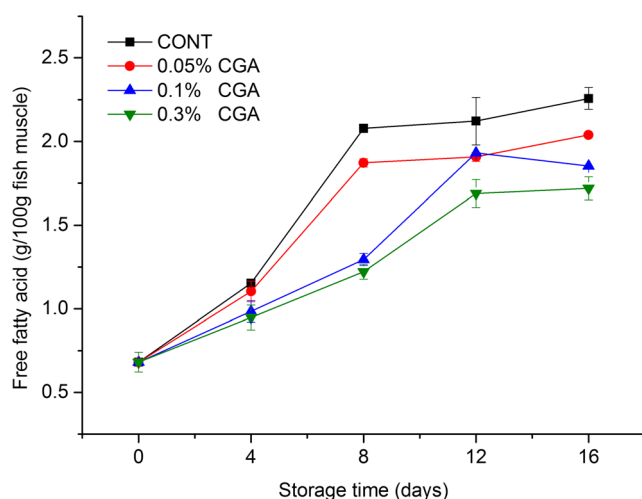 CONT
0.05% CGA
0.1% CGA
0.3% CGA
Free fatty acid (g/100g fish muscle)
2.5
2.0
1.5
1.0
0.5
0 4 8 12 16
Storage time (days)